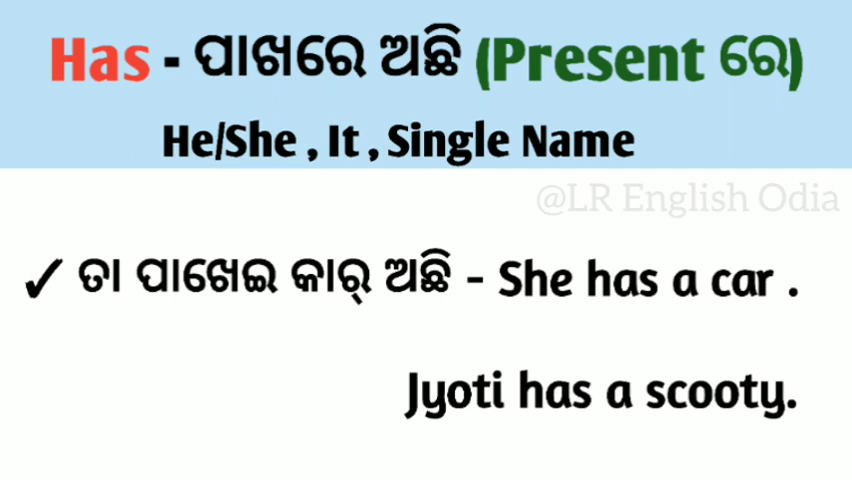 Has - ପାଖରେ ଅଛି (Present ରେ)
He/She , It , Single Name
@LR English Odia
✓ ତା ପାଖେଇ କାର୍ ଅଛି - She has a car .
Jyoti has a scooty.